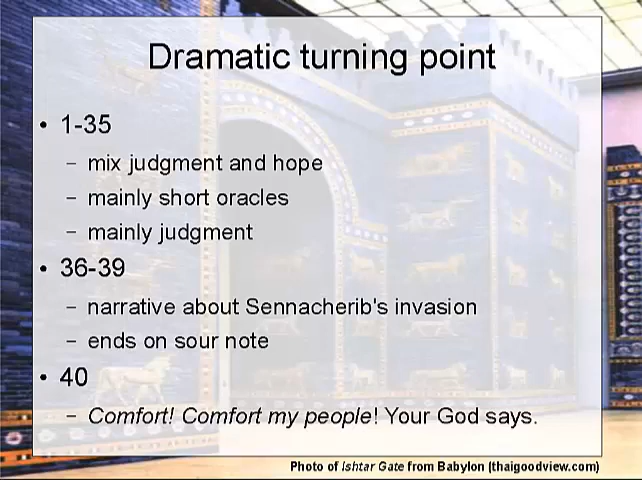 Dramatic turning point
• 1-35
– mix judgment and hope
– mainly short oracles
– mainly judgment
• 36-39
– narrative about Sennacherib's invasion
– ends on sour note
• 40
– Comfort! Comfort my people! Your God says.
Photo of Ishtar Gate from Babylon (thaigoodview.com)